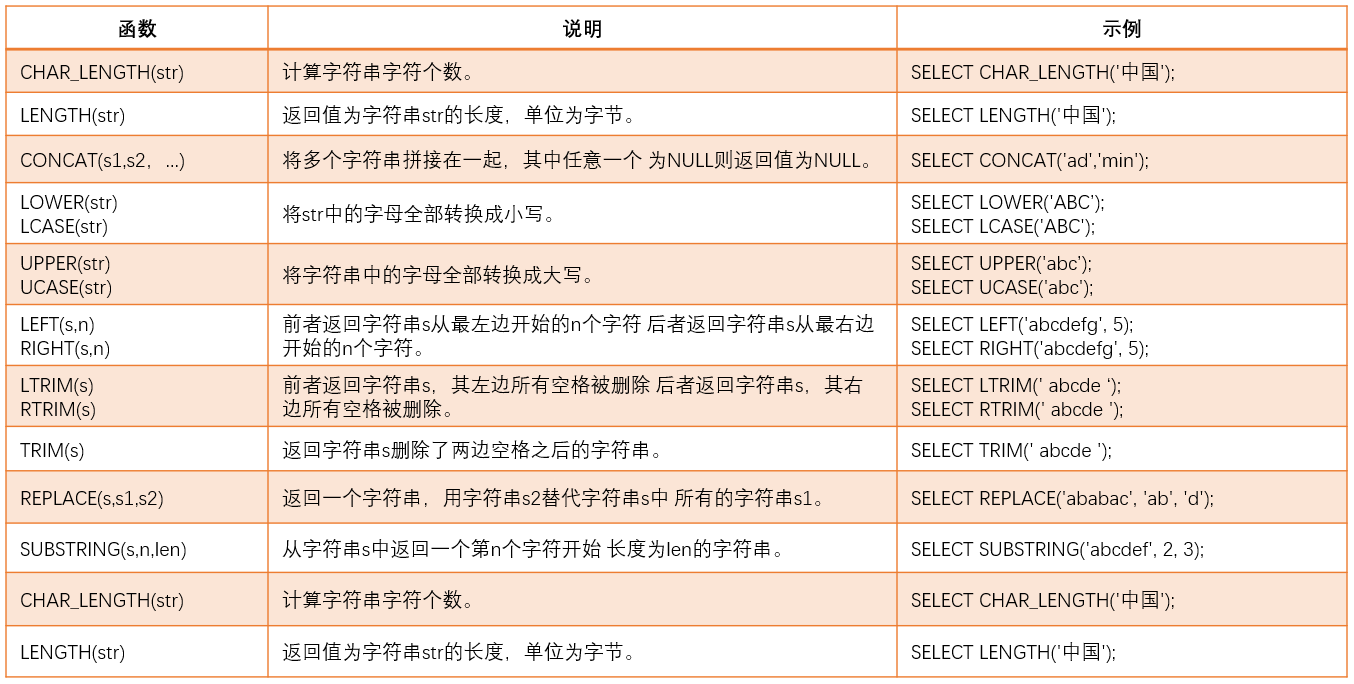 函数 说明 示例
CHAR_LENGTH(str) 计算字符串字符个数。 SELECT CHAR_LENGTH('中国');
LENGTH(str) 返回值为字符串str的长度，单位为字节。 SELECT LENGTH('中国');
CONCAT(s1,s2，...) 将多个字符串拼接在一起，其中任意一个 为NULL则返回值为NULL。 SELECT CONCAT('ad','min');
LOWER(str)
LCASE(str)
将str中的字母全部转换成小写。
SELECT LOWER('ABC’);
SELECT LCASE('ABC');
UPPER(str)
UCASE(str)
将字符串中的字母全部转换成大写。
SELECT UPPER('abc’);
SELECT UCASE('abc');
LEFT(s,n)
RIGHT(s,n)
前者返回字符串s从最左边开始的n个字符 后者返回字符串s从最右边
开始的n个字符。
SELECT LEFT('abcdefg', 5);
SELECT RIGHT('abcdefg', 5);
LTRIM(s)
RTRIM(s)
前者返回字符串s，其左边所有空格被删除 后者返回字符串s，其右
边所有空格被删除。
SELECT LTRIM(' abcde ‘);
SELECT RTRIM(' abcde ');
TRIM(s) 返回字符串s删除了两边空格之后的字符串。 SELECT TRIM(' abcde ');
REPLACE(s,s1,s2) 返回一个字符串，用字符串s2替代字符串s中 所有的字符串s1。 SELECT REPLACE('ababac', 'ab', 'd');
SUBSTRING(s,n,len) 从字符串s中返回一个第n个字符开始 长度为len的字符串。 SELECT SUBSTRING('abcdef', 2, 3);
CHAR_LENGTH(str) 计算字符串字符个数。 SELECT CHAR_LENGTH('中国');
LENGTH(str) 返回值为字符串str的长度，单位为字节。 SELECT LENGTH('中国');